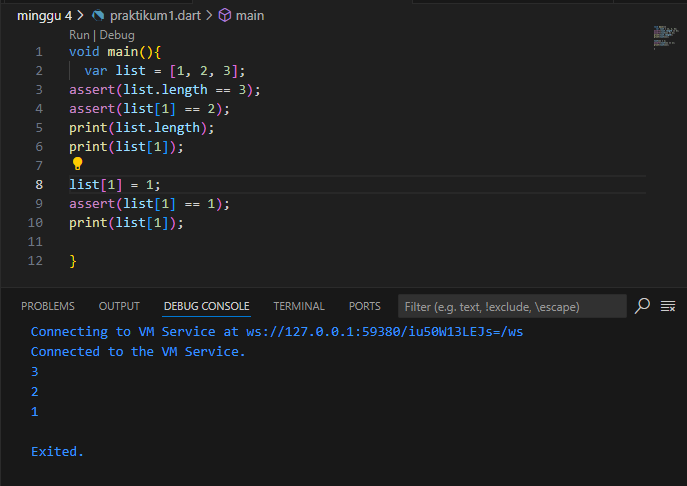 minggu 4 > praktikum1.dart > main
Run | Debug
1 void main(){
2 var list = [1, 2, 3];
3 assert(list.length == 3);
4 assert(list[1] == 2);
5 print(list.length);
6 print(list[1]);
7
8 list[1] = 1;
9 assert(list[1] == 1);
10 print(list[1]);
11
12 }
PROBLEMS OUTPUT DEBUG CONSOLE TERMINAL PORTS Filter (e.g. text, !exclude, \escape)
Connecting to VM Service at ws://127.0.0.1:59380/iu50W13LEJs=/ws
Connected to the VM Service.
3
2
1
Exited.